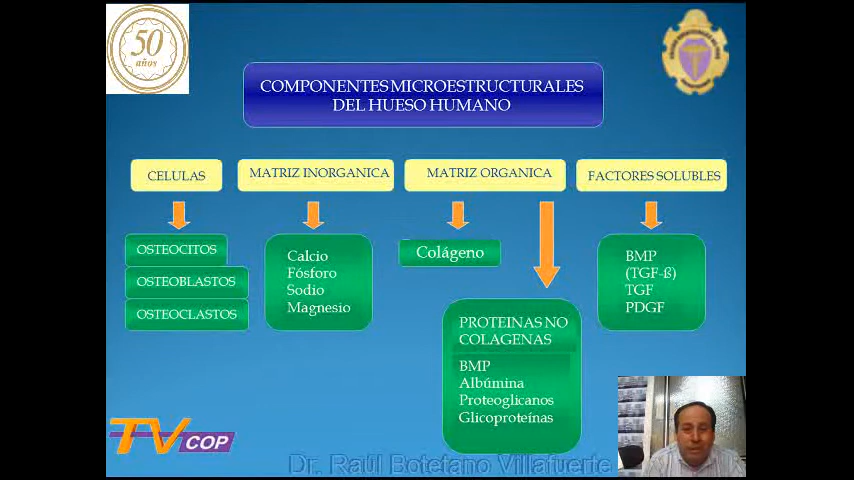 50
años
COMPONENTES MICROESTRUCTURALES
DEL HUESO HUMANO
CELULAS
MATRIZ INORGANICA
MATRIZ ORGANICA
FACTORES SOLUBLES
OSTEOCITOS
OSTEOBLASTOS
OSTEOCLASTOS
Calcio
Fósforo
Sodio
Magnesio
Colágeno
PROTEINAS NO
COLAGENAS
BMP
Albúmina
Proteoglicanos
Glicoproteínas
BMP
(TGF-ß)
TGF
PDGF
TV COP
Dr. Raúl Botetano Villafuerte